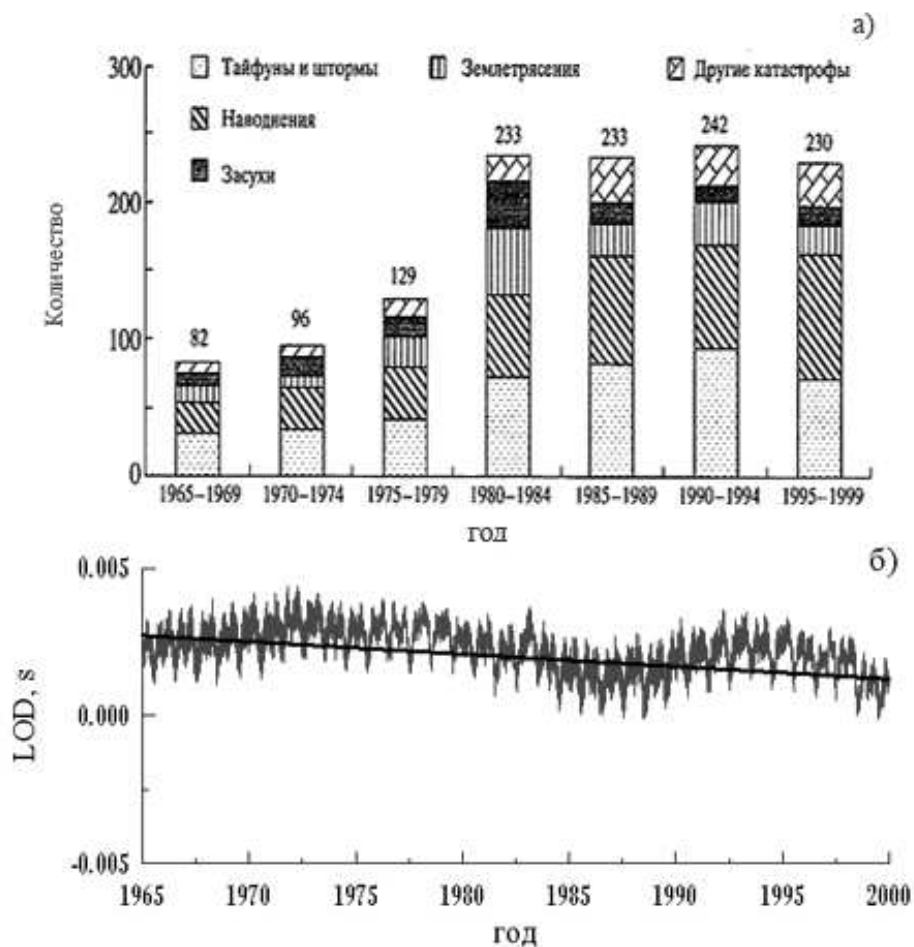 а)
300
Тайфуны и штормы
Землетрясения
Другие катастрофы
Наводнения
Засухи
233
233
242
230
200
129
96
82
100
0
Количество
1965–1969 1970–1974 1975–1979 1980–1984 1985–1989 1990–1994 1995–1999
год
б)
0.005
0.000
-0.005
LOD, s
1965 1970 1975 1980 1985 1990 1995 2000
год